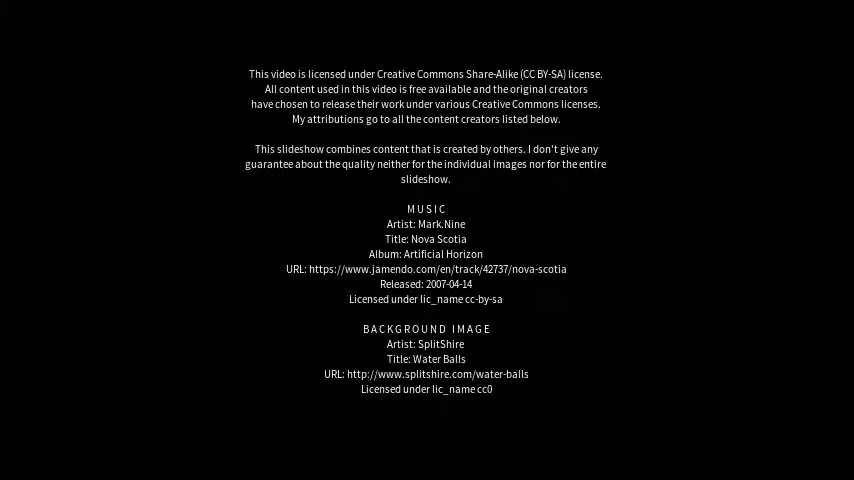 This video is licensed under Creative Commons Share-Alike (CC BY-SA) license.
All content used in this video is free available and the original creators
have chosen to release their work under various Creative Commons licenses.
My attributions go to all the content creators listed below.
This slideshow combines content that is created by others. I don't give any
guarantee about the quality neither for the individual images nor for the entire
slideshow.
MUSIC
Artist: Mark.Nine
Title: Nova Scotia
Album: Artificial Horizon
URL: https://www.jamendo.com/en/track/42737/nova-scotia
Released: 2007-04-14
Licensed under lic_name cc-by-sa
BACKGROUND IMAGE
Artist: SplitShire
Title: Water Balls
URL: http://www.splitshire.com/water-balls
Licensed under lic_name cc0